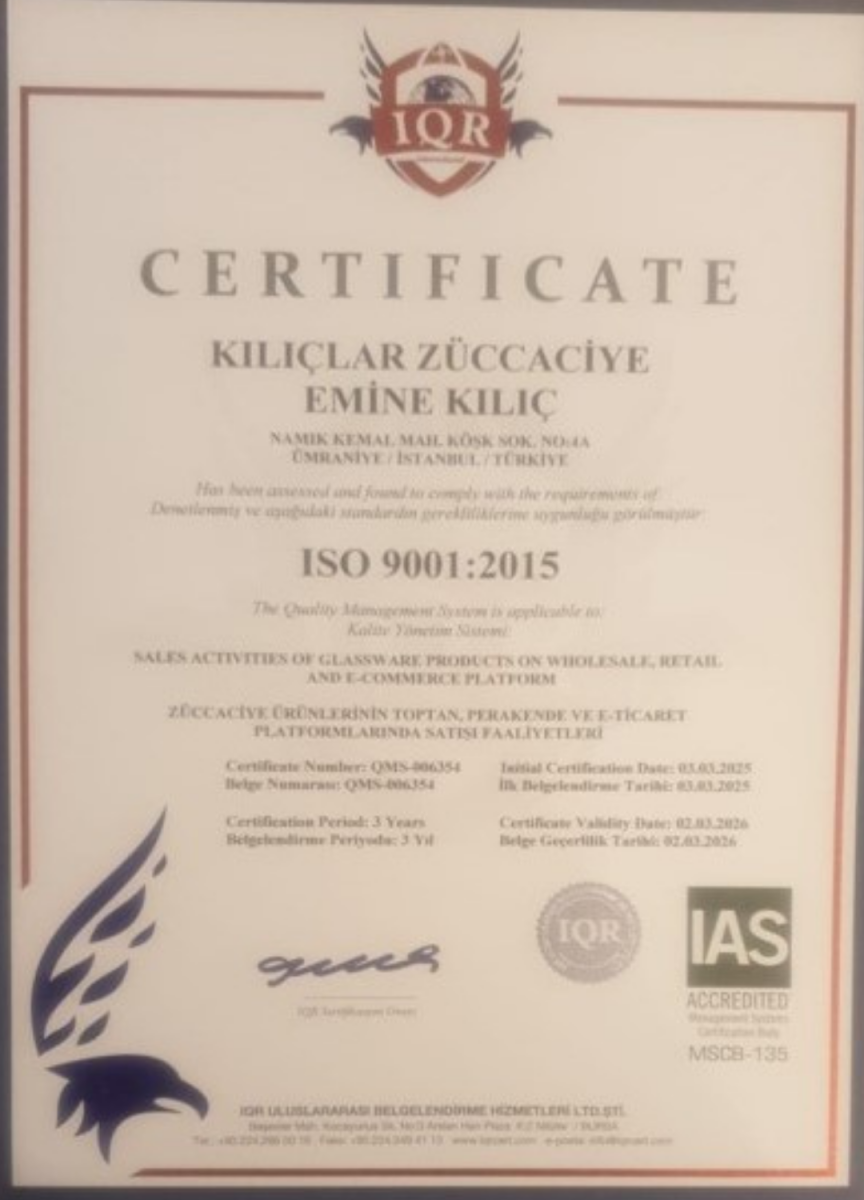 IQR
CERTIFICATE
KILIÇLAR ZÜCCACİYE
EMİNE KILIÇ
NAMIK KEMAL MAH. KÖŞK SOK. NO:4A
ÜMRANİYE / İSTANBUL / TÜRKİYE
Has been assessed and found to comply with the requirements of:
Denetlenmiş ve aşağıdaki standardın gerekliliklerine uygunluğu görülmüştür:
ISO 9001:2015
The Quality Management System is applicable to:
Kalite Yönetim Sistemi:
SALES ACTIVITIES OF GLASSWARE PRODUCTS ON WHOLESALE, RETAIL
AND E-COMMERCE PLATFORM
ZÜCCACİYE ÜRÜNLERİNİN TOPTAN, PERAKENDE VE E-TİCARET
PLATFORMLARINDA SATIŞI FAALİYETLERİ
Certificate Number: QMS-006354
Belge Numarası: QMS-006354
Initial Certification Date: 03.03.2025
İlk Belgelendirme Tarihi: 03.03.2025
Certification Period: 3 Years
Belgelendirme Periyodu: 3 Yıl
Certificate Validity Date: 02.03.2026
Belge Geçerlilik Tarihi: 02.03.2026
IQR
IAS
ACCREDITED
Management Systems
Certification Body
MSCB-135
IQR ULUSLARARASI BELGELENDİRME HİZMETLERİ LTD.ŞTİ.